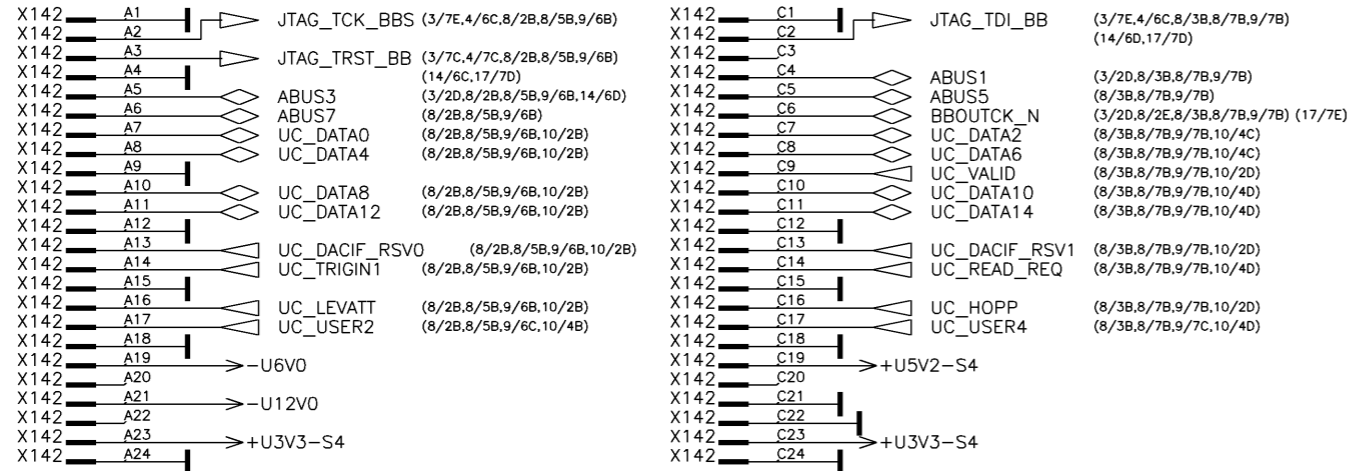 X142 A1 JTAG_TCK_BBS (3/7E,4/6C,8/2B,8/5B,9/6B)
X142 A2
X142 A3 JTAG_TRST_BB (3/7C,4/7C,8/2B,8/5B,9/6B)
X142 A4 (14/6C,17/7D)
X142 A5 ABUS3 (3/2D,8/2B,8/5B,9/6B,14/6D)
X142 A6 ABUS7 (8/2B,8/5B,9/6B)
X142 A7 UC_DATA0 (8/2B,8/5B,9/6B,10/2B)
X142 A8 UC_DATA4 (8/2B,8/5B,9/6B,10/2B)
X142 A9
X142 A10 UC_DATA8 (8/2B,8/5B,9/6B,10/2B)
X142 A11 UC_DATA12 (8/2B,8/5B,9/6B,10/2B)
X142 A12
X142 A13 UC_DACIF_RSV0 (8/2B,8/5B,9/6B,10/2B)
X142 A14 UC_TRIGIN1 (8/2B,8/5B,9/6B,10/2B)
X142 A15
X142 A16 UC_LEVATT (8/2B,8/5B,9/6B,10/2B)
X142 A17 UC_USER2 (8/2B,8/5B,9/6C,10/4B)
X142 A18
X142 A19 -U6V0
X142 A20
X142 A21 -U12V0
X142 A22
X142 A23 +U3V3-S4
X142 A24
X142 C1 JTAG_TDI_BB (3/7E,4/6C,8/3B,8/7B,9/7B)
X142 C2 (14/6D,17/7D)
X142 C3
X142 C4 ABUS1 (3/2D,8/3B,8/7B,9/7B)
X142 C5 ABUS5 (8/3B,8/7B,9/7B)
X142 C6 BBOUTCK_N (3/2D,8/2E,8/3B,8/7B,9/7B) (17/7E)
X142 C7 UC_DATA2 (8/3B,8/7B,9/7B,10/4C)
X142 C8 UC_DATA6 (8/3B,8/7B,9/7B,10/4C)
X142 C9 UC_VALID (8/3B,8/7B,9/7B,10/2D)
X142 C10 UC_DATA10 (8/3B,8/7B,9/7B,10/4D)
X142 C11 UC_DATA14 (8/3B,8/7B,9/7B,10/4D)
X142 C12
X142 C13 UC_DACIF_RSV1 (8/3B,8/7B,9/7B,10/2D)
X142 C14 UC_READ_REQ (8/3B,8/7B,9/7B,10/4D)
X142 C15
X142 C16 UC_HOPP (8/3B,8/7B,9/7B,10/2D)
X142 C17 UC_USER4 (8/3B,8/7B,9/7C,10/4D)
X142 C18
X142 C19 +U5V2-S4
X142 C20
X142 C21
X142 C22
X142 C23 +U3V3-S4
X142 C24